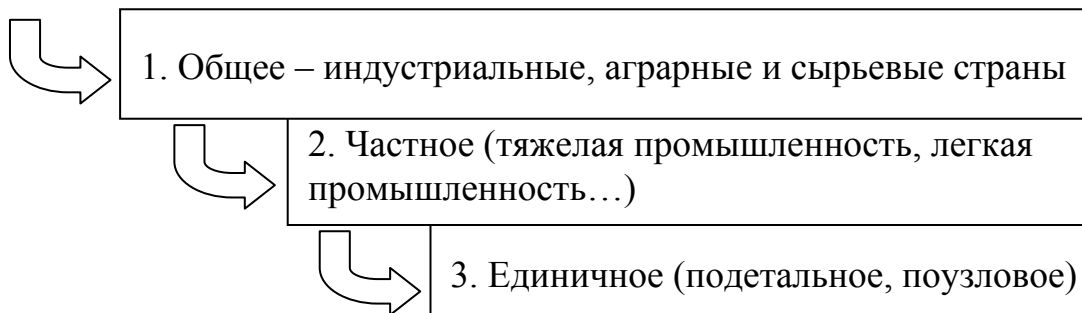 1. Общее – индустриальные, аграрные и сырьевые страны
2. Частное (тяжелая промышленность, легкая
промышленность…)
3. Единичное (подетальное, поузловое)